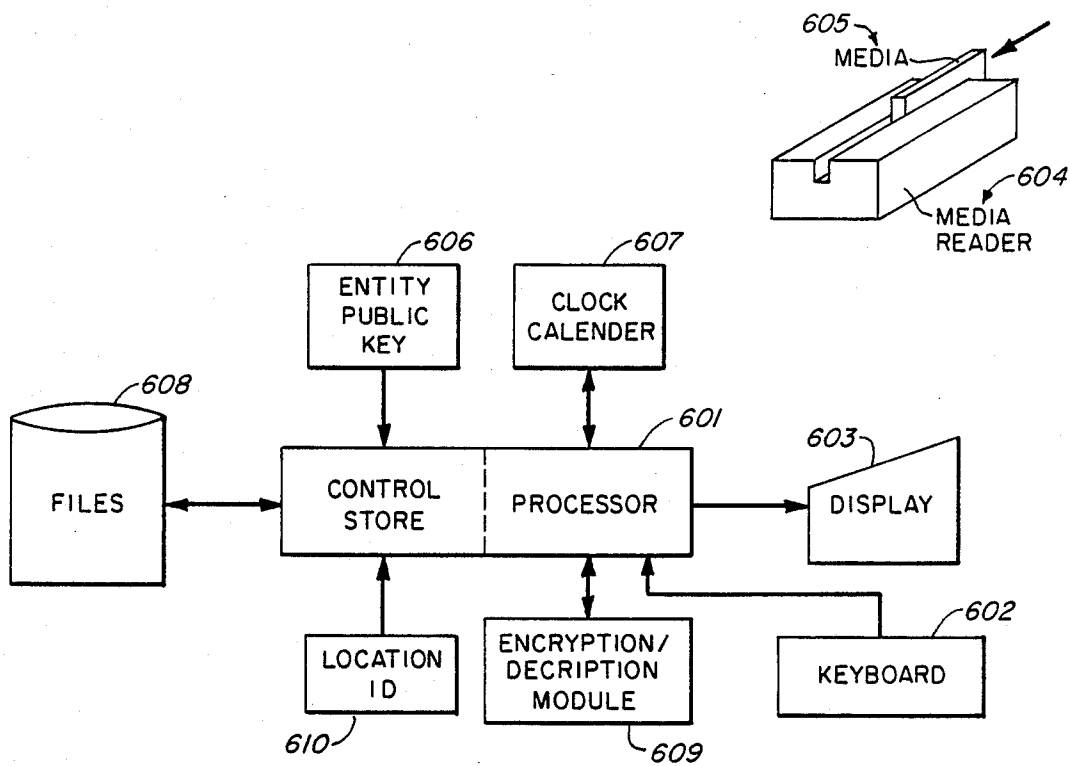 605
MEDIA
604
MEDIA
READER
606
607
ENTITY
PUBLIC
KEY
CLOCK
CALENDER
608
601
603
FILES
CONTROL
STORE
PROCESSOR
DISPLAY
602
LOCATION
ID
ENCRYPTION/
DECRIPTION
MODULE
KEYBOARD
610
609